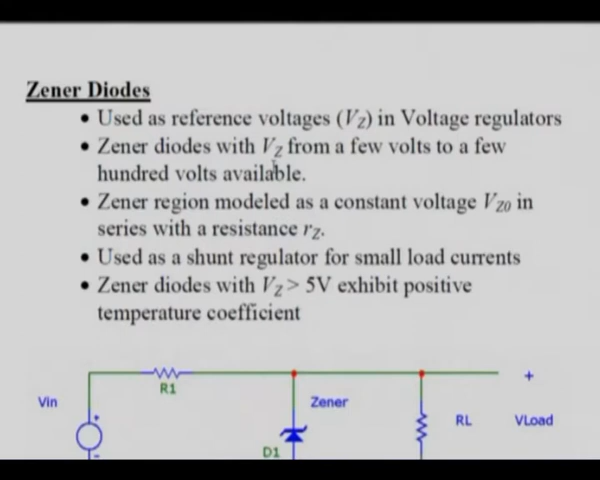 Zener Diodes
• Used as reference voltages (VZ) in Voltage regulators
• Zener diodes with VZ from a few volts to a few
hundred volts available.
• Zener region modeled as a constant voltage VZ0 in
series with a resistance rZ.
• Used as a shunt regulator for small load currents
• Zener diodes with VZ > 5V exhibit positive
temperature coefficient
R1
+
Vin
Zener
RL
VLoad
+
D1
-